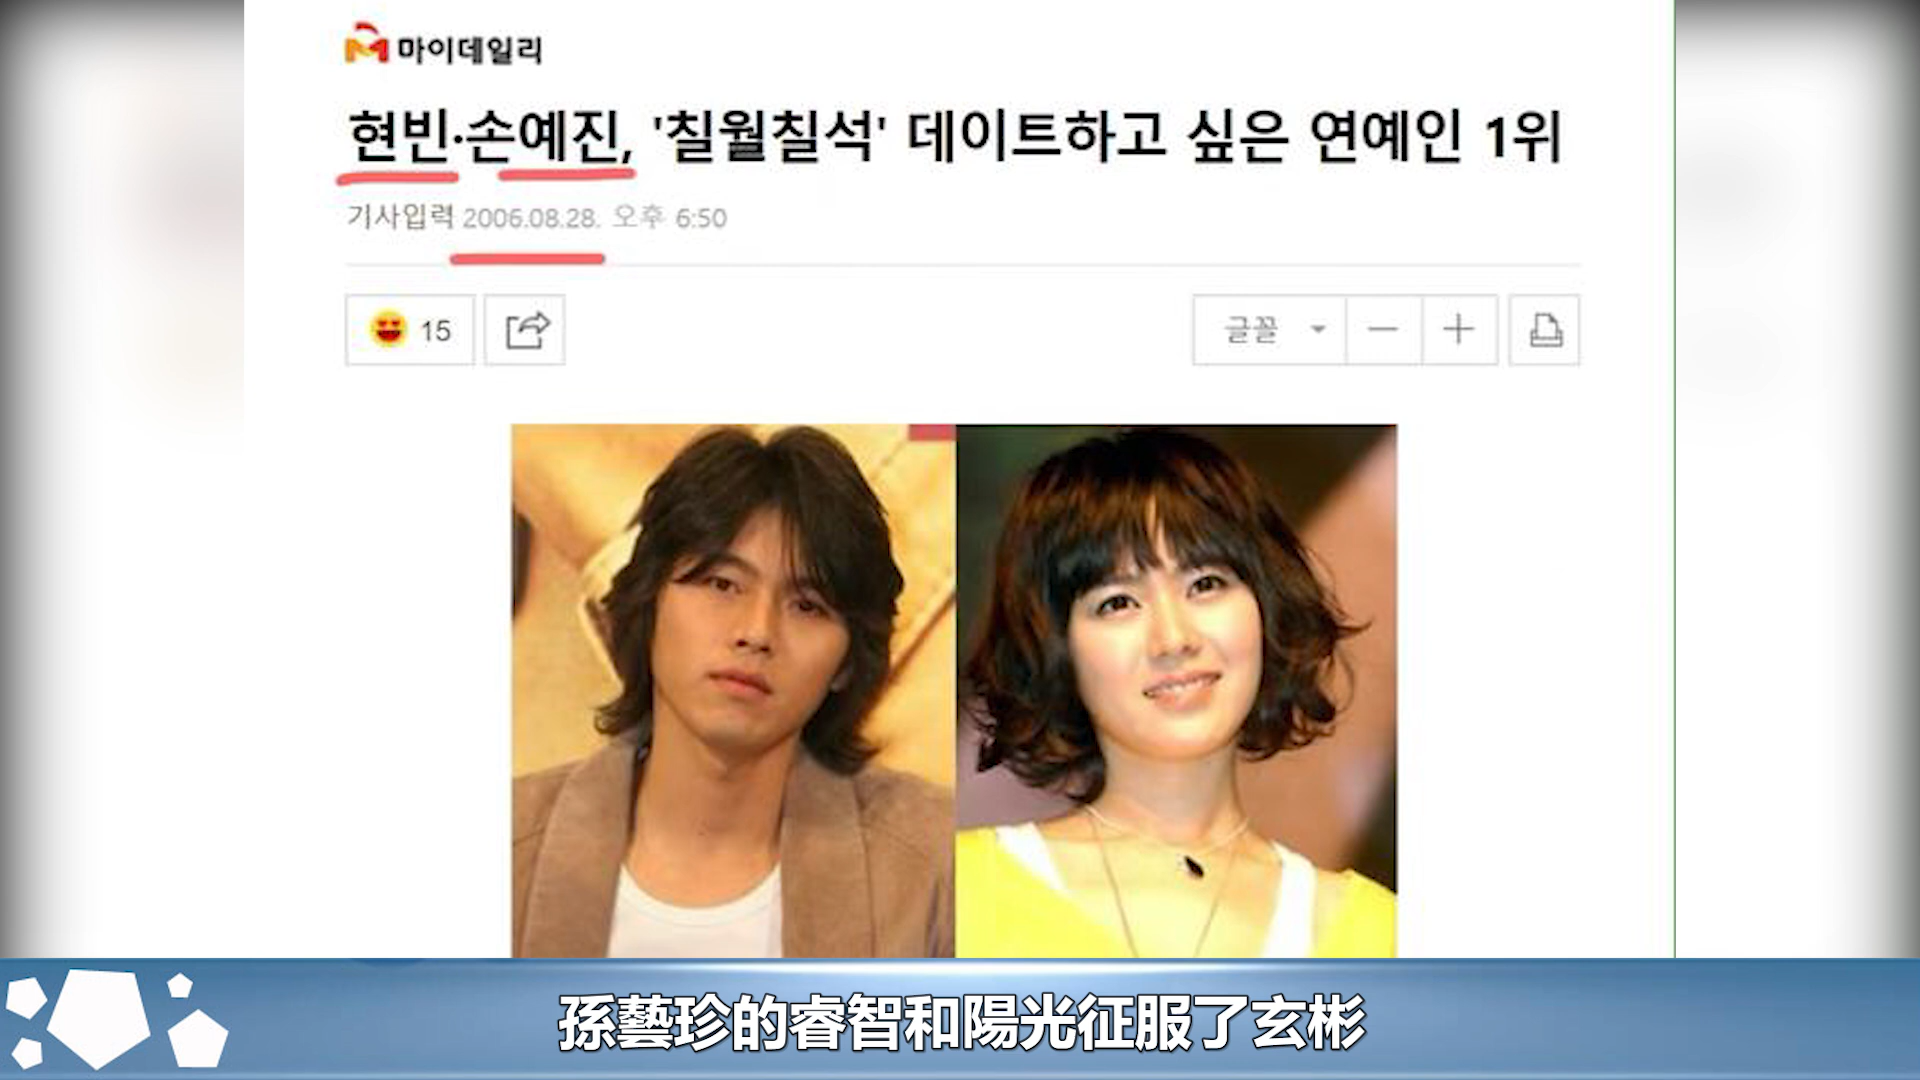 마이데일리
현빈·손예진, '칠월칠석' 데이트하고 싶은 연예인 1위
기사입력 2006.08.28. 오후 6:50
15
글꼴
孫藝珍的睿智和陽光征服了玄彬